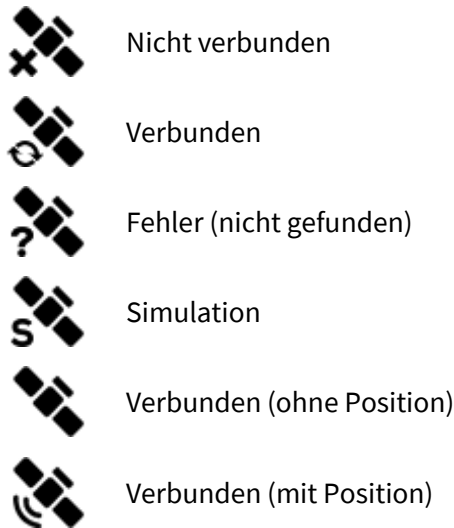 Nicht verbunden
Verbunden
? Fehler (nicht gefunden)
S Simulation
Verbunden (ohne Position)
Verbunden (mit Position)